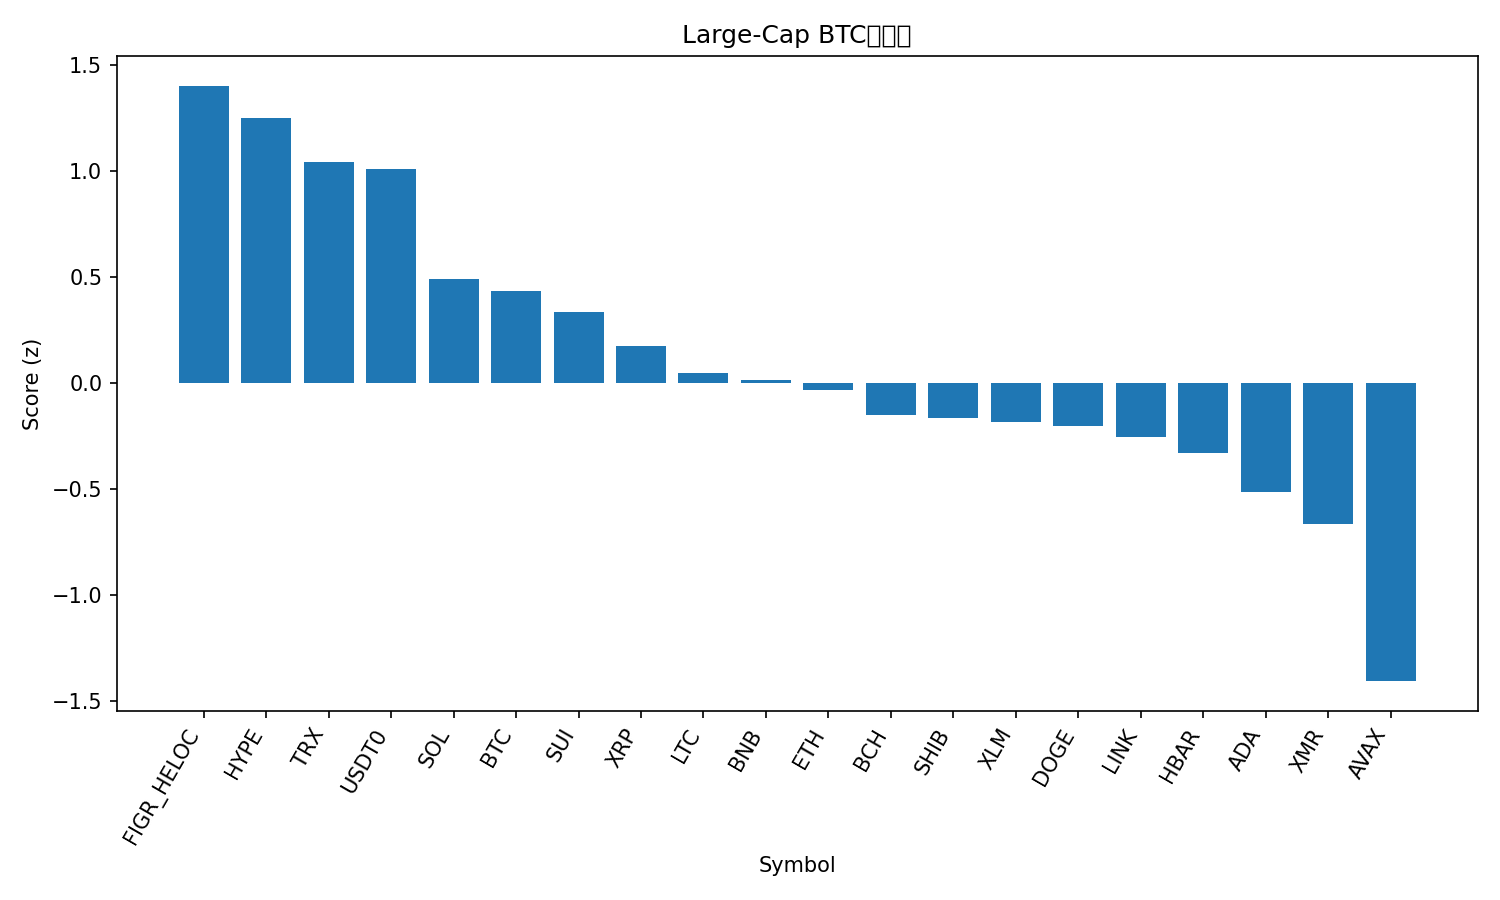 Large-Cap BTC
1.5
1.0
0.5
0.0
−0.5
−1.0
−1.5
Score (z)
FIGR_HELOC
HYPE
TRX
USDT0
SOL
BTC
SUI
XRP
LTC
BNB
ETH
BCH
SHIB
XLM
DOGE
LINK
HBAR
ADA
XMR
AVAX
Symbol